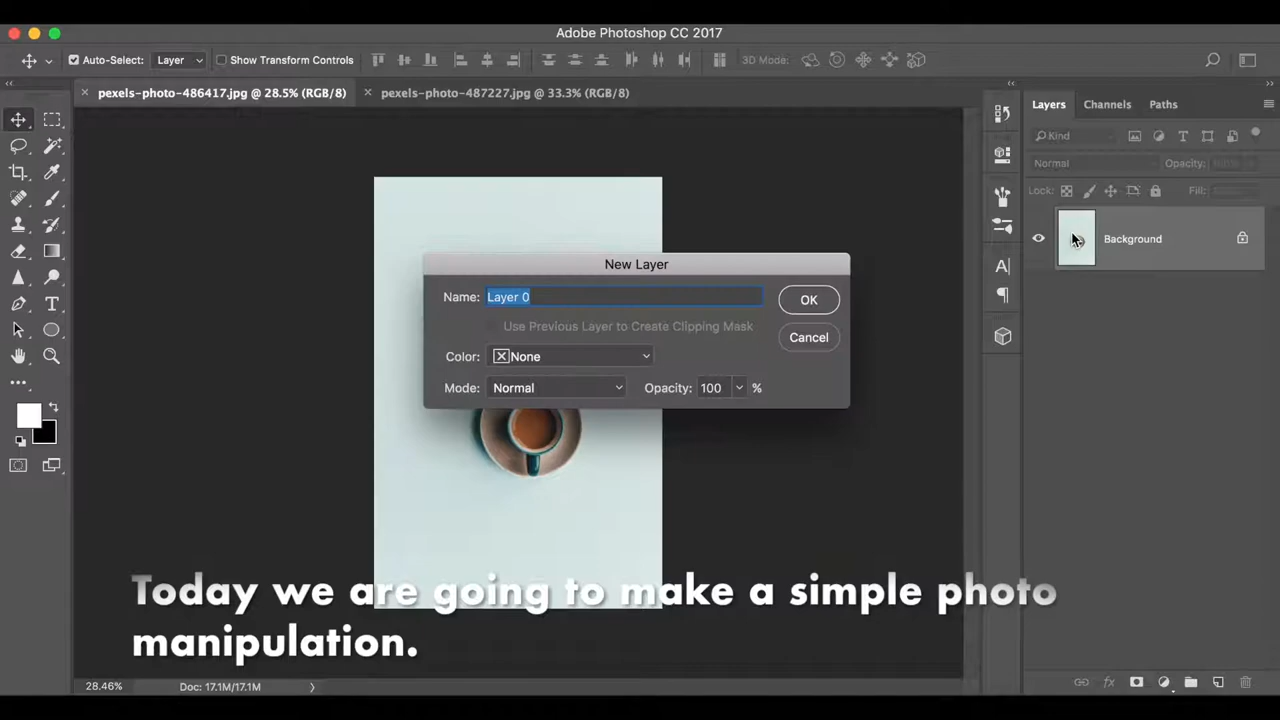 Adobe Photoshop CC 2017
Auto-Select: Layer Show Transform Controls 3D Mode:
× pexels-photo-486417.jpg @ 28.5% (RGB/8) × pexels-photo-487227.jpg @ 33.3% (RGB/8)
Layers Channels Paths
Kind
Normal Opacity: 100%
Lock: Fill:
Background
New Layer
Name: Layer 0 OK
Use Previous Layer to Create Clipping Mask
Cancel
Color: None
Mode: Normal Opacity: 100 %
Today we are going to make a simple photo
manipulation.
28.46% Doc: 17.1M/17.1M